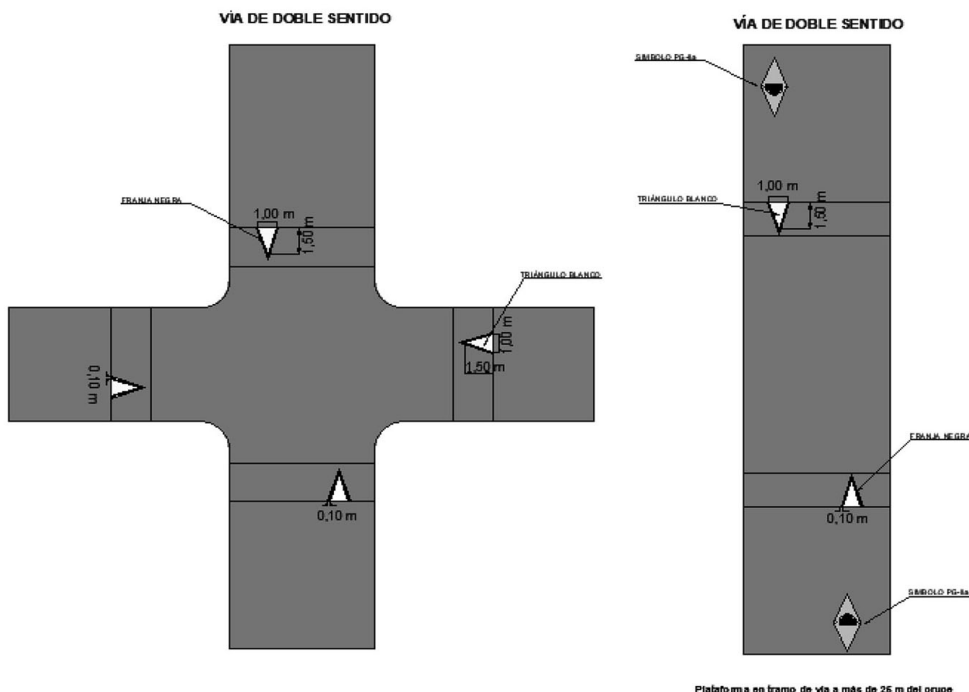 VÍA DE DOBLE SENTIDO
FRANJA NEGRA
1,00 m
1,50 m
TRIÁNGULO BLANCO
1,00 m
1,50 m
0,10 m
0,10 m
VÍA DE DOBLE SENTIDO
SIMBOLO PG-6a
TRIÁNGULO BLANCO
1,00 m
1,50 m
FRANJA NEGRA
0,10 m
SIMBOLO PG-6a
Plataforma en tramo de vía a más de 25 m del cruce